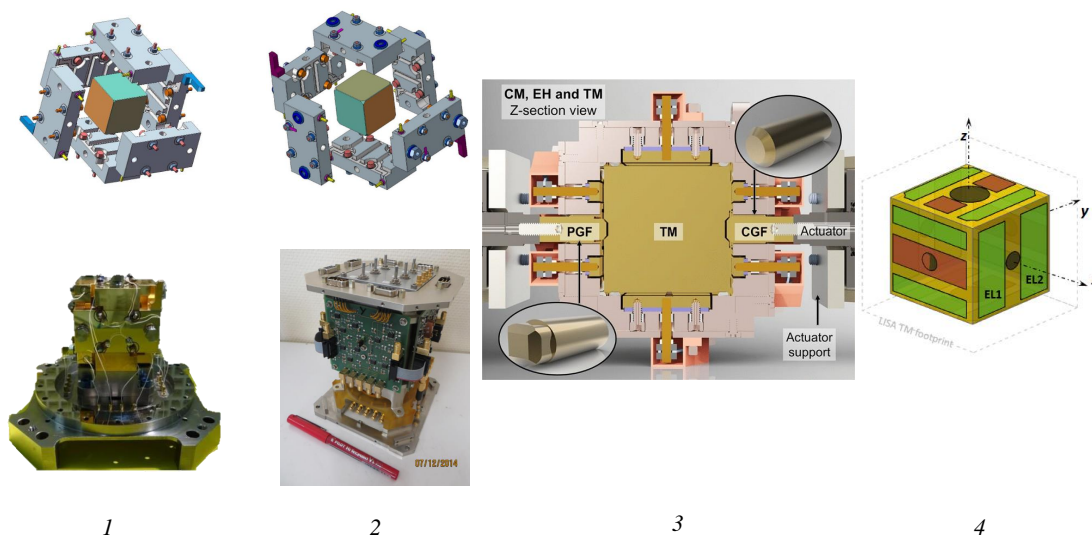 CM, EH and TM
Z-section view
PGF
TM
CGF
Actuator
Actuator
support
z
y
EL1
EL2
LISA TM footprint
07/12/2014
1
2
3
4